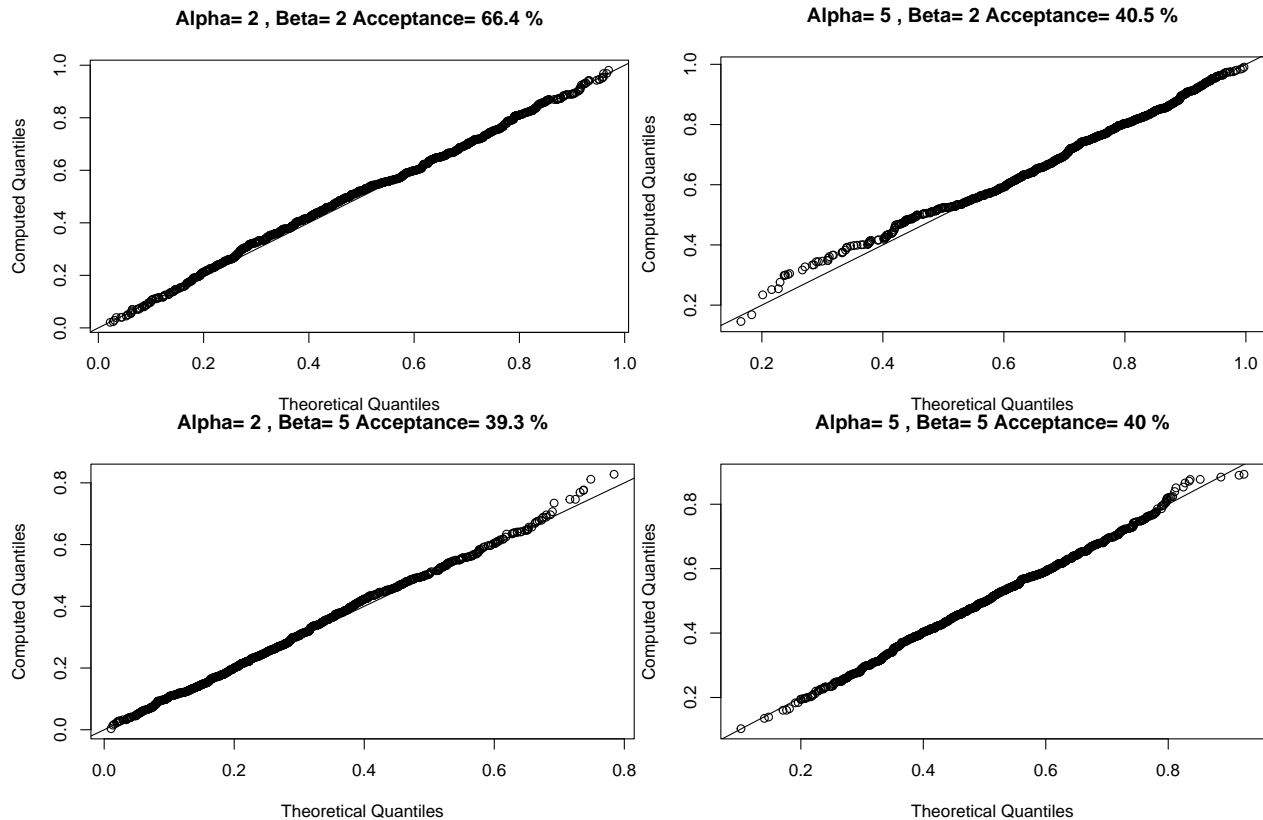 Alpha= 2 , Beta= 2 Acceptance= 66.4 %
Computed Quantiles
1.0
0.8
0.6
0.4
0.2
0.0
0.0 0.2 0.4 0.6 0.8 1.0
Theoretical Quantiles
Alpha= 5 , Beta= 2 Acceptance= 40.5 %
Computed Quantiles
1.0
0.8
0.6
0.4
0.2
0.2 0.4 0.6 0.8 1.0
Theoretical Quantiles
Alpha= 2 , Beta= 5 Acceptance= 39.3 %
Computed Quantiles
0.8
0.6
0.4
0.2
0.0
0.0 0.2 0.4 0.6 0.8
Theoretical Quantiles
Alpha= 5 , Beta= 5 Acceptance= 40 %
Computed Quantiles
0.8
0.6
0.4
0.2
0.2 0.4 0.6 0.8
Theoretical Quantiles